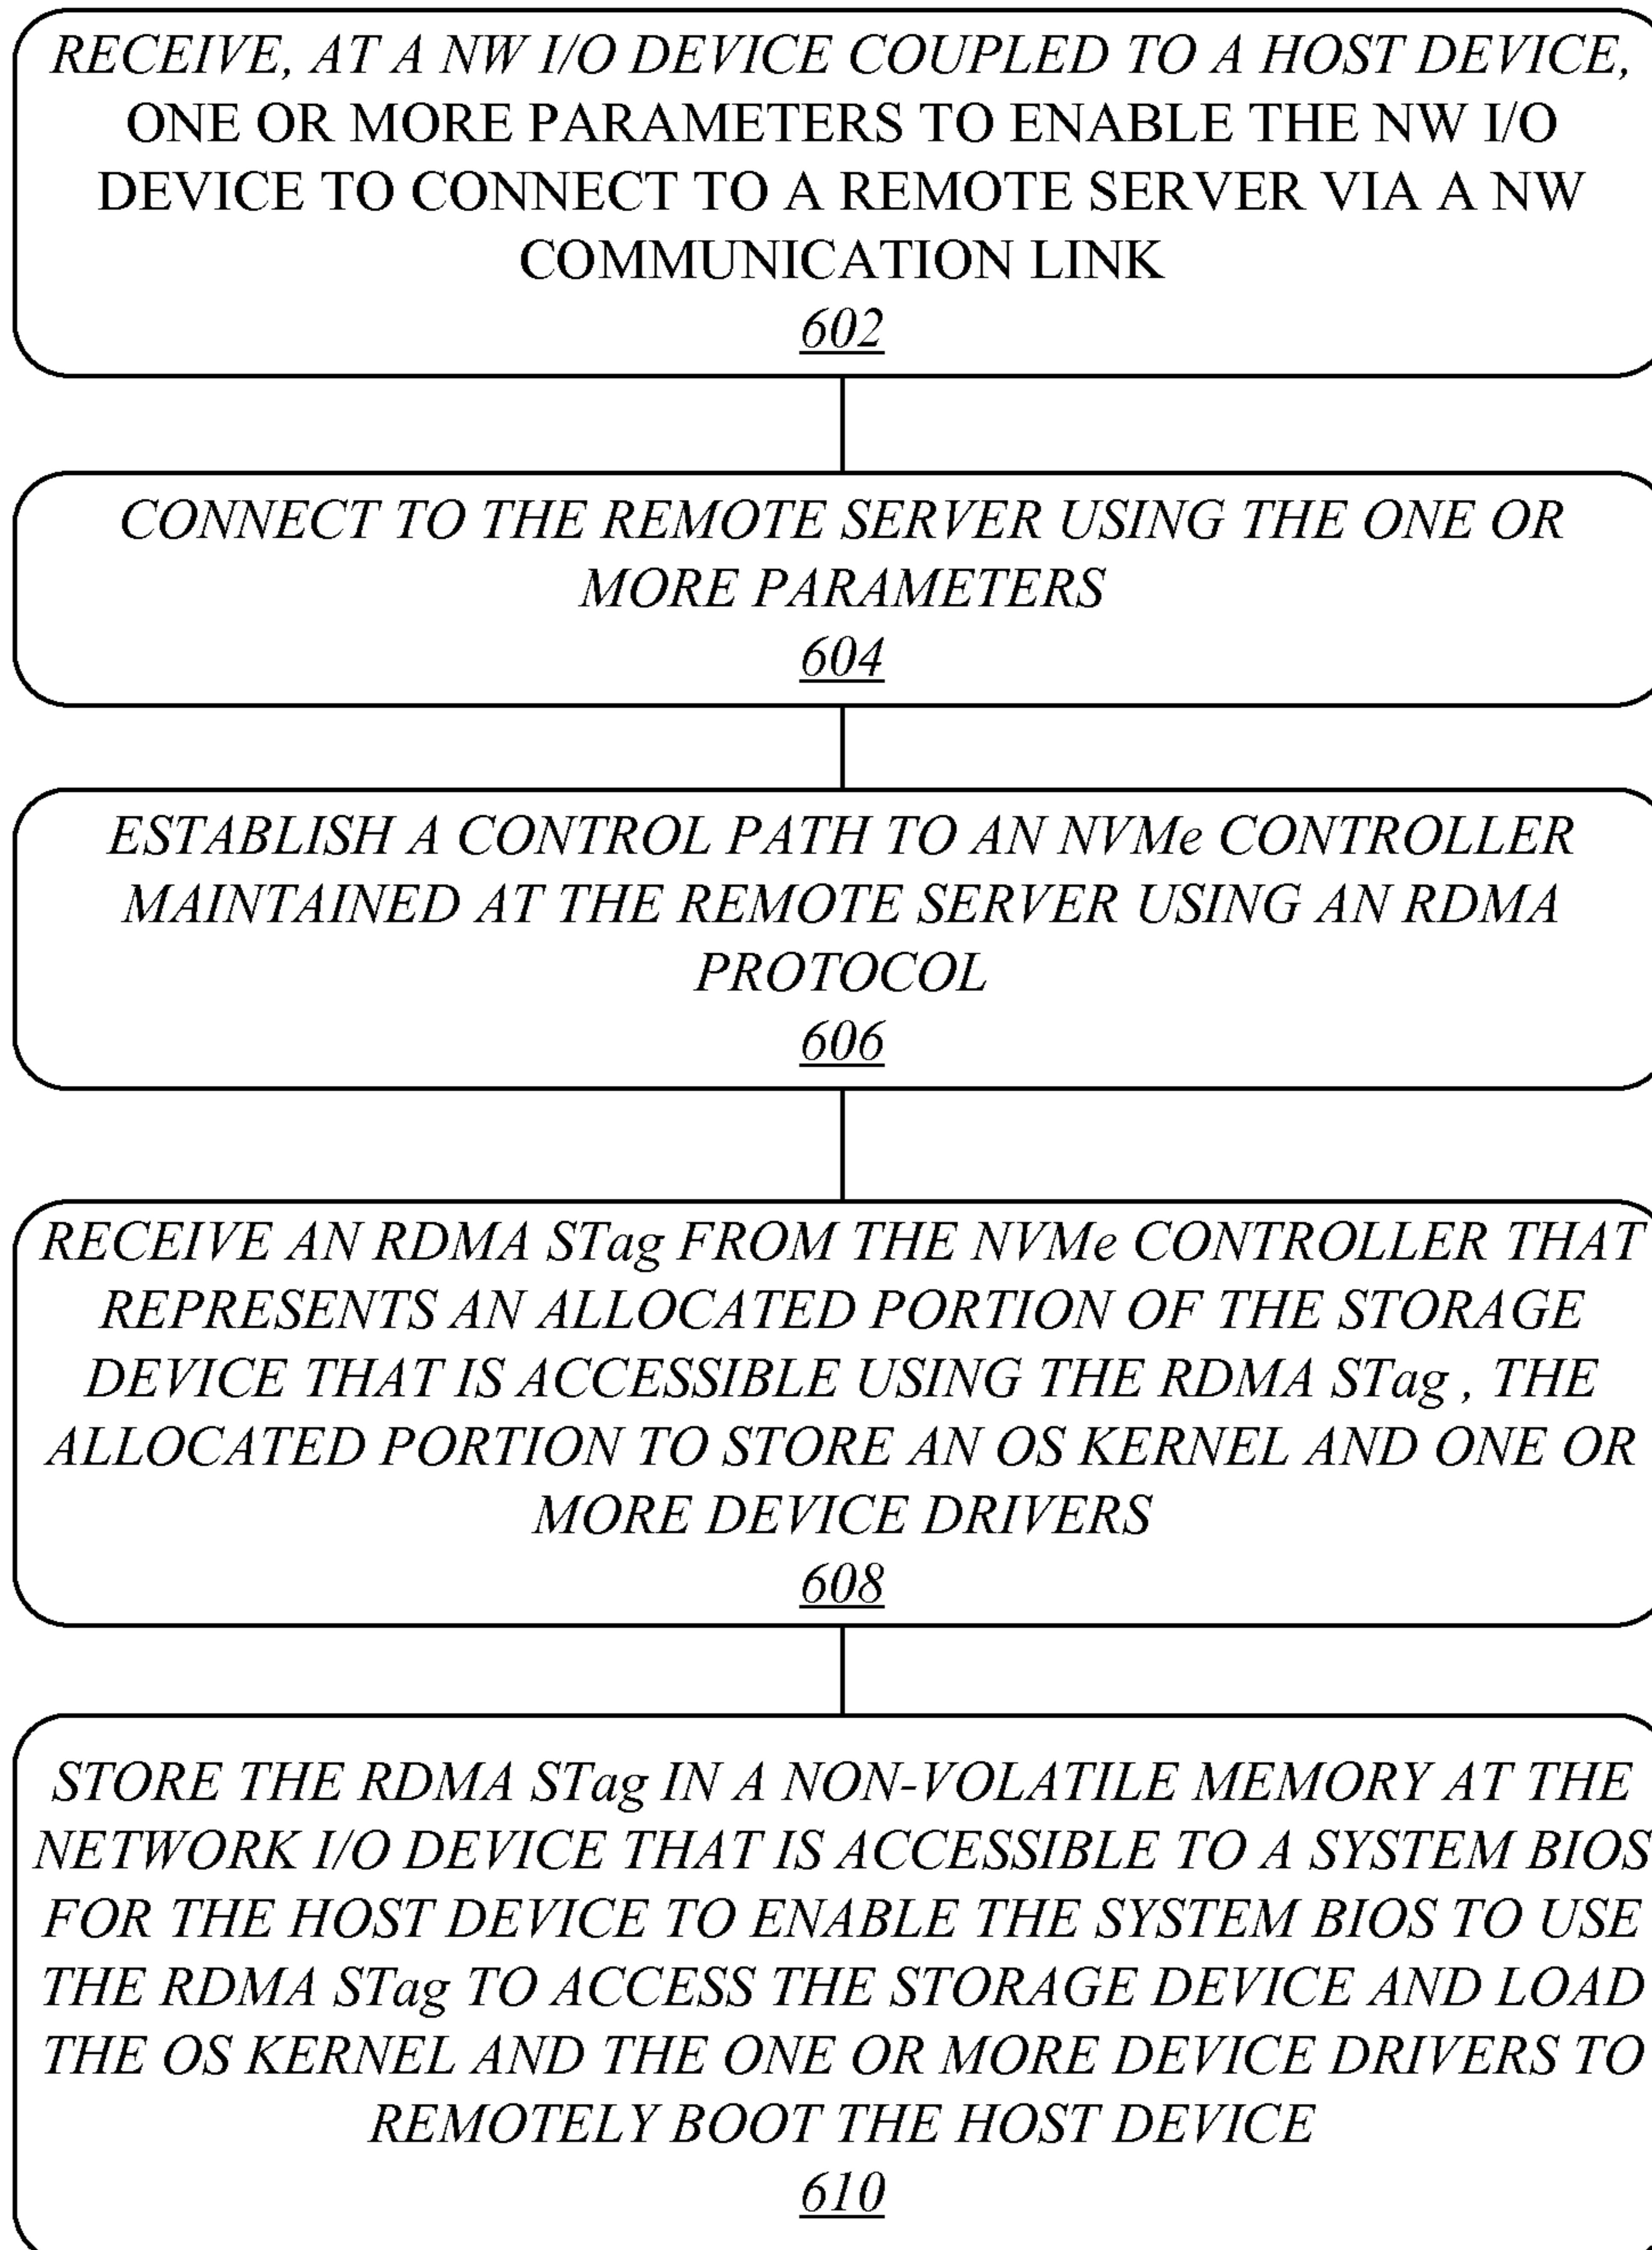 RECEIVE, AT A NW I/O DEVICE COUPLED TO A HOST DEVICE,
ONE OR MORE PARAMETERS TO ENABLE THE NW I/O
DEVICE TO CONNECT TO A REMOTE SERVER VIA A NW
COMMUNICATION LINK
602
CONNECT TO THE REMOTE SERVER USING THE ONE OR
MORE PARAMETERS
604
ESTABLISH A CONTROL PATH TO AN NVMe CONTROLLER
MAINTAINED AT THE REMOTE SERVER USING AN RDMA
PROTOCOL
606
RECEIVE AN RDMA STag FROM THE NVMe CONTROLLER THAT
REPRESENTS AN ALLOCATED PORTION OF THE STORAGE
DEVICE THAT IS ACCESSIBLE USING THE RDMA STag , THE
ALLOCATED PORTION TO STORE AN OS KERNEL AND ONE OR
MORE DEVICE DRIVERS
608
STORE THE RDMA STag IN A NON-VOLATILE MEMORY AT THE
NETWORK I/O DEVICE THAT IS ACCESSIBLE TO A SYSTEM BIOS
FOR THE HOST DEVICE TO ENABLE THE SYSTEM BIOS TO USE
THE RDMA STag TO ACCESS THE STORAGE DEVICE AND LOAD
THE OS KERNEL AND THE ONE OR MORE DEVICE DRIVERS TO
REMOTELY BOOT THE HOST DEVICE
610